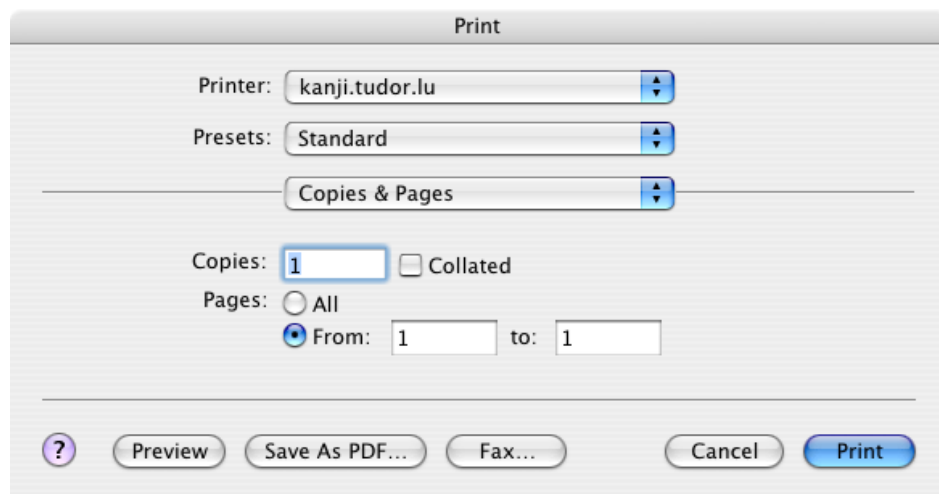 Print
Printer: kanji.tudor.lu
Presets: Standard
Copies & Pages
Copies: 1 Collated
Pages: All
From: 1 to: 1
? Preview Save As PDF... Fax... Cancel Print